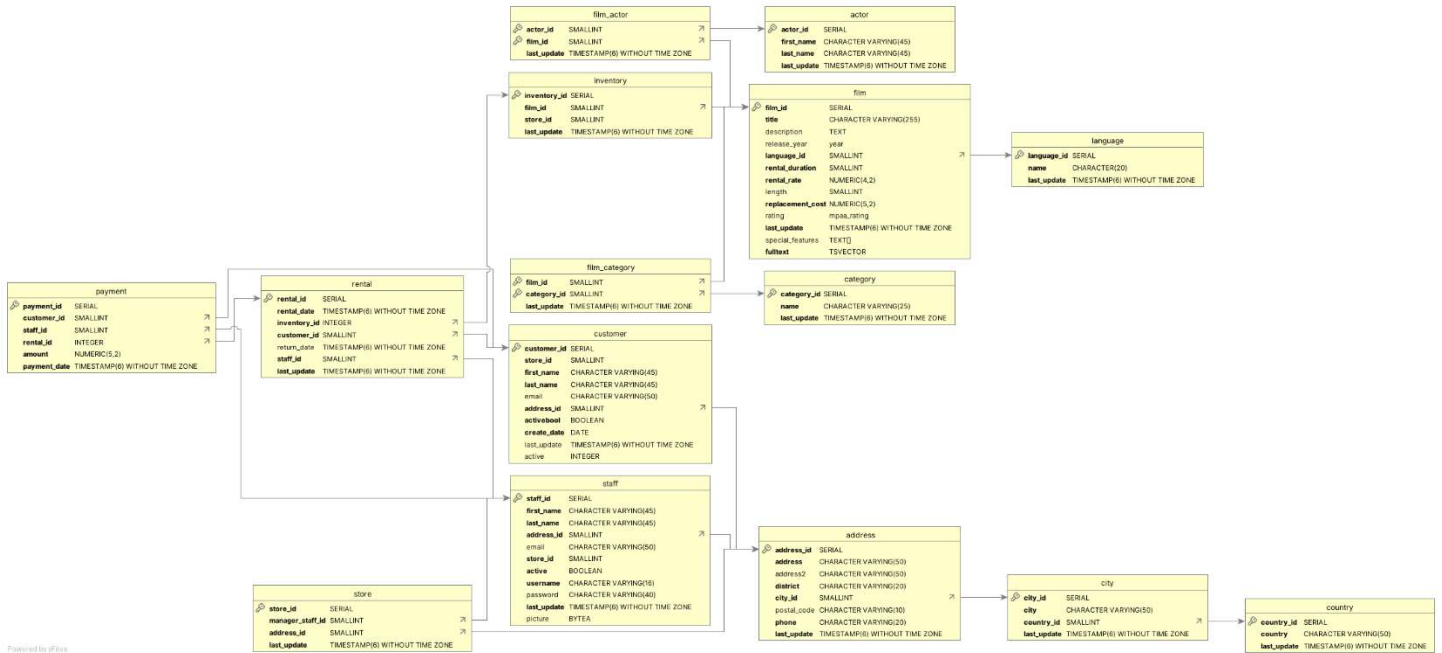 film_actor
actor_id SMALLINT
film_id SMALLINT
last_update TIMESTAMP(6) WITHOUT TIME ZONE
actor
actor_id SERIAL
first_name CHARACTER VARYING(45)
last_name CHARACTER VARYING(45)
last_update TIMESTAMP(6) WITHOUT TIME ZONE
inventory
inventory_id SERIAL
film_id SMALLINT
store_id SMALLINT
last_update TIMESTAMP(6) WITHOUT TIME ZONE
film
film_id SERIAL
title CHARACTER VARYING(255)
description TEXT
release_year year
language_id SMALLINT
rental_duration SMALLINT
rental_rate NUMERIC(4,2)
length SMALLINT
replacement_cost NUMERIC(5,2)
rating mpaa_rating
last_update TIMESTAMP(6) WITHOUT TIME ZONE
special_features TEXT[]
fulltext TSVECTOR
language
language_id SERIAL
name CHARACTER(20)
last_update TIMESTAMP(6) WITHOUT TIME ZONE
film_category
film_id SMALLINT
category_id SMALLINT
last_update TIMESTAMP(6) WITHOUT TIME ZONE
category
category_id SERIAL
name CHARACTER VARYING(25)
last_update TIMESTAMP(6) WITHOUT TIME ZONE
payment
payment_id SERIAL
customer_id SMALLINT
staff_id SMALLINT
rental_id INTEGER
amount NUMERIC(5,2)
payment_date TIMESTAMP(6) WITHOUT TIME ZONE
rental
rental_id SERIAL
rental_date TIMESTAMP(6) WITHOUT TIME ZONE
inventory_id INTEGER
customer_id SMALLINT
return_date TIMESTAMP(6) WITHOUT TIME ZONE
staff_id SMALLINT
last_update TIMESTAMP(6) WITHOUT TIME ZONE
customer
customer_id SERIAL
store_id SMALLINT
first_name CHARACTER VARYING(45)
last_name CHARACTER VARYING(45)
email CHARACTER VARYING(50)
address_id SMALLINT
activebool BOOLEAN
create_date DATE
last_update TIMESTAMP(6) WITHOUT TIME ZONE
active INTEGER
staff
staff_id SERIAL
first_name CHARACTER VARYING(45)
last_name CHARACTER VARYING(45)
address_id SMALLINT
email CHARACTER VARYING(50)
store_id SMALLINT
active BOOLEAN
username CHARACTER VARYING(16)
password CHARACTER VARYING(40)
last_update TIMESTAMP(6) WITHOUT TIME ZONE
picture BYTEA
store
store_id SERIAL
manager_staff_id SMALLINT
address_id SMALLINT
last_update TIMESTAMP(6) WITHOUT TIME ZONE
address
address_id SERIAL
address CHARACTER VARYING(50)
address2 CHARACTER VARYING(50)
district CHARACTER VARYING(20)
city_id SMALLINT
postal_code CHARACTER VARYING(10)
phone CHARACTER VARYING(20)
last_update TIMESTAMP(6) WITHOUT TIME ZONE
city
city_id SERIAL
city CHARACTER VARYING(50)
country_id SMALLINT
last_update TIMESTAMP(6) WITHOUT TIME ZONE
country
country_id SERIAL
country CHARACTER VARYING(50)
last_update TIMESTAMP(6) WITHOUT TIME ZONE
Powered by yFiles